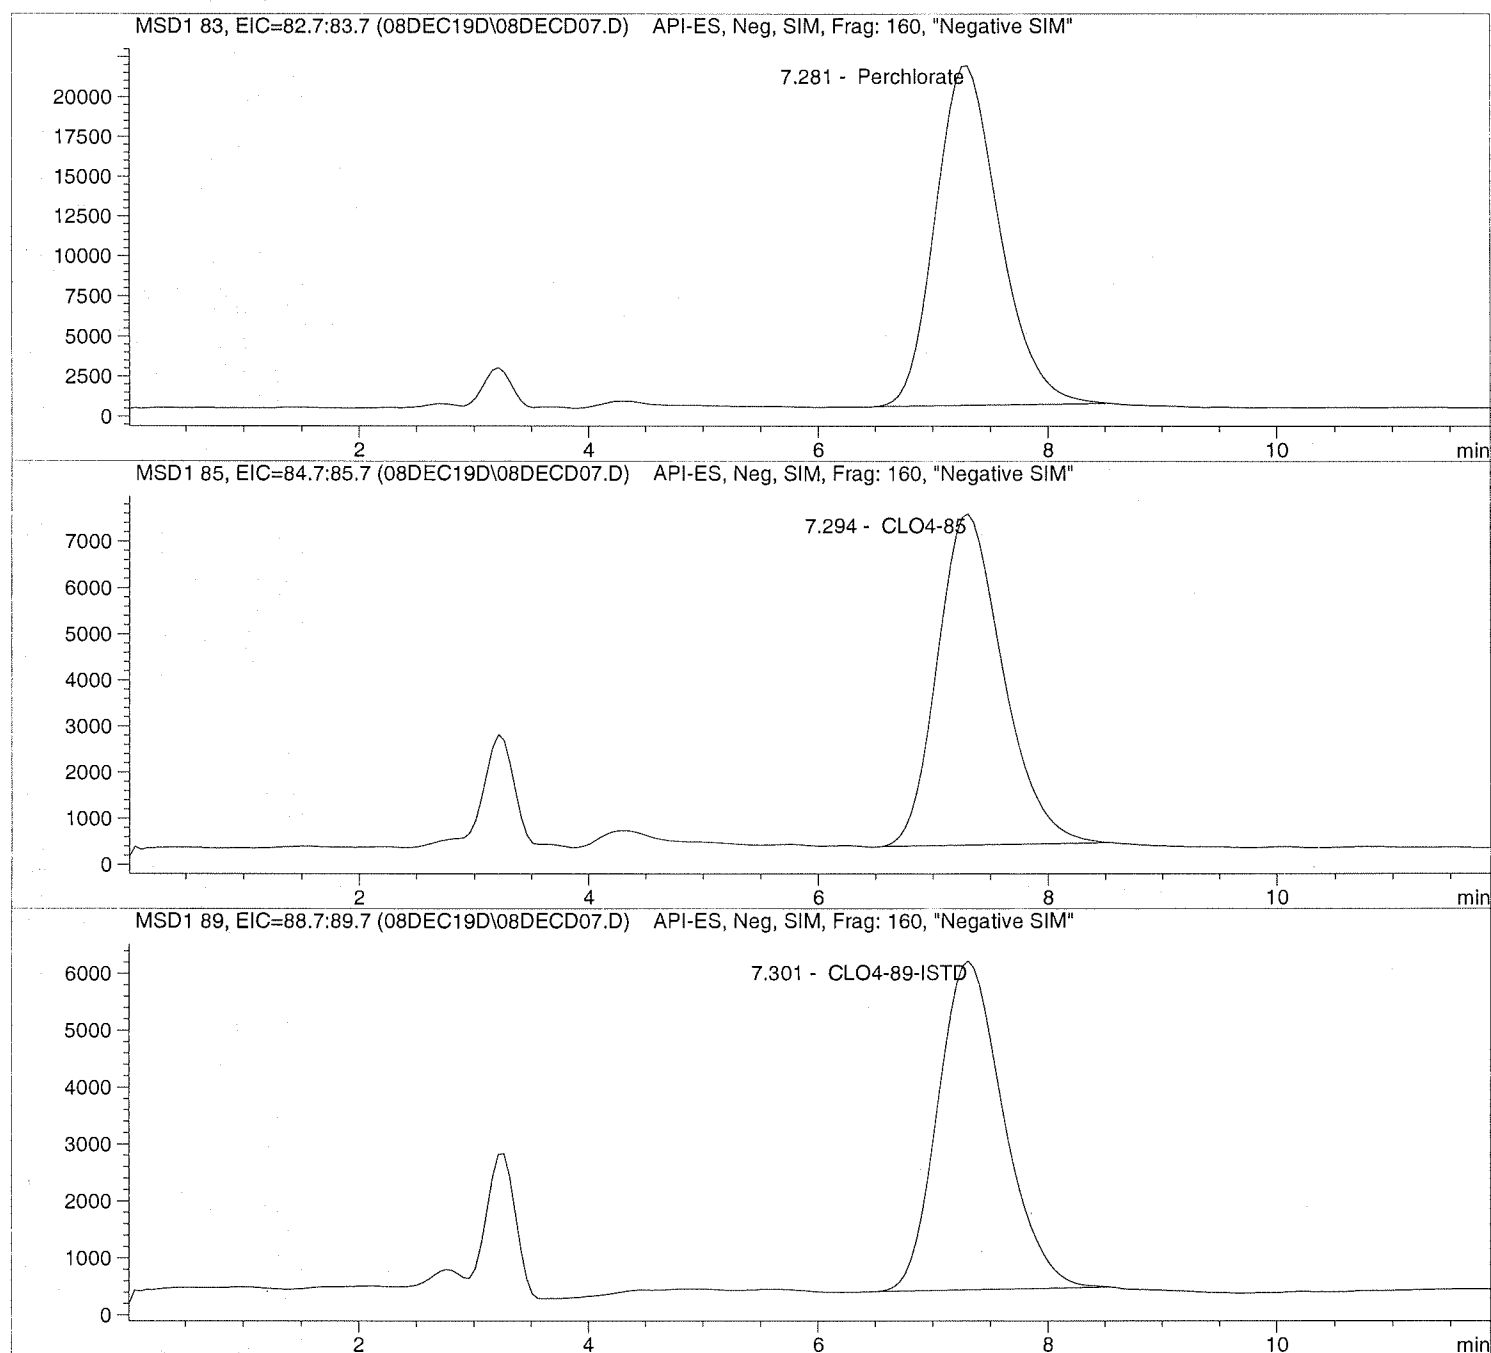 MSD1 83, EIC=82.7:83.7 (08DEC19D\08DECD07.D) API-ES, Neg, SIM, Frag: 160, "Negative SIM"
7.281 - Perchlorate
20000
17500
15000
12500
10000
7500
5000
2500
0
2 4 6 8 10 min
MSD1 85, EIC=84.7:85.7 (08DEC19D\08DECD07.D) API-ES, Neg, SIM, Frag: 160, "Negative SIM"
7.294 - CLO4-85
7000
6000
5000
4000
3000
2000
1000
0
2 4 6 8 10 min
MSD1 89, EIC=88.7:89.7 (08DEC19D\08DECD07.D) API-ES, Neg, SIM, Frag: 160, "Negative SIM"
7.301 - CLO4-89-ISTD
6000
5000
4000
3000
2000
1000
0
2 4 6 8 10 min